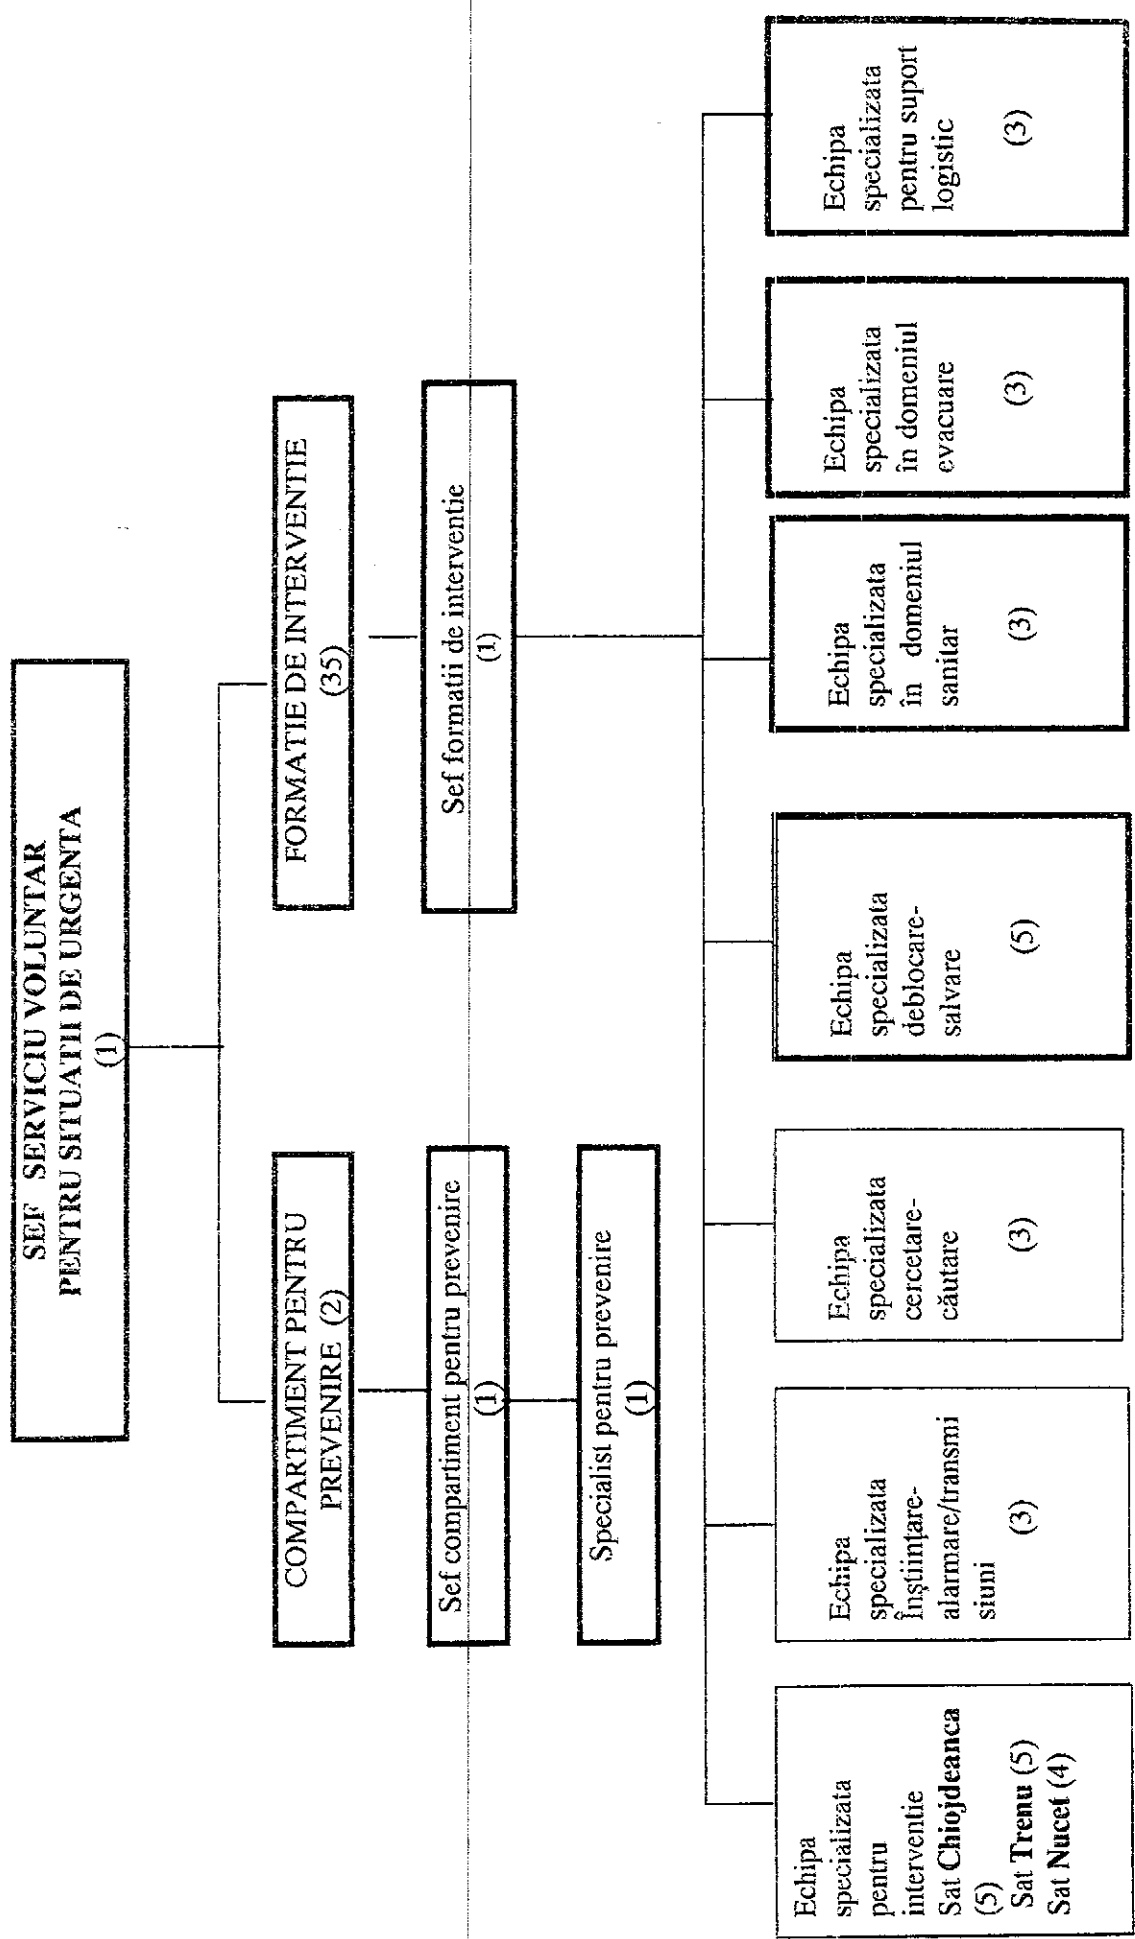 SEF SERVICIU VOLUNTAR
PENTRU SITUATII DE URGENTA
(1)
COMPARTIMENT PENTRU
PREVENIRE (2)
FORMATIE DE INTERVENTIE
(35)
Sef compartiment pentru prevenire
(1)
Sef formatii de interventie
(1)
Specialist pentru prevenire
(1)
Echipa
specializata
pentru
interventie
Sat Chiojdeanca
(5)
Sat Trenu (5)
Sat Nucet (4)
Echipa
specializata
Înștiințare-
alarmare/transmi
siuni
(3)
Echipa
specializata
cercetare-
căutare
(3)
Echipa
specializata
deblocare-
salvare
(5)
Echipa
specializata
în domeniul
sanitar
(3)
Echipa
specializata
în domeniul
evacuare
(3)
Echipa
specializata
pentru suport
logistic
(3)